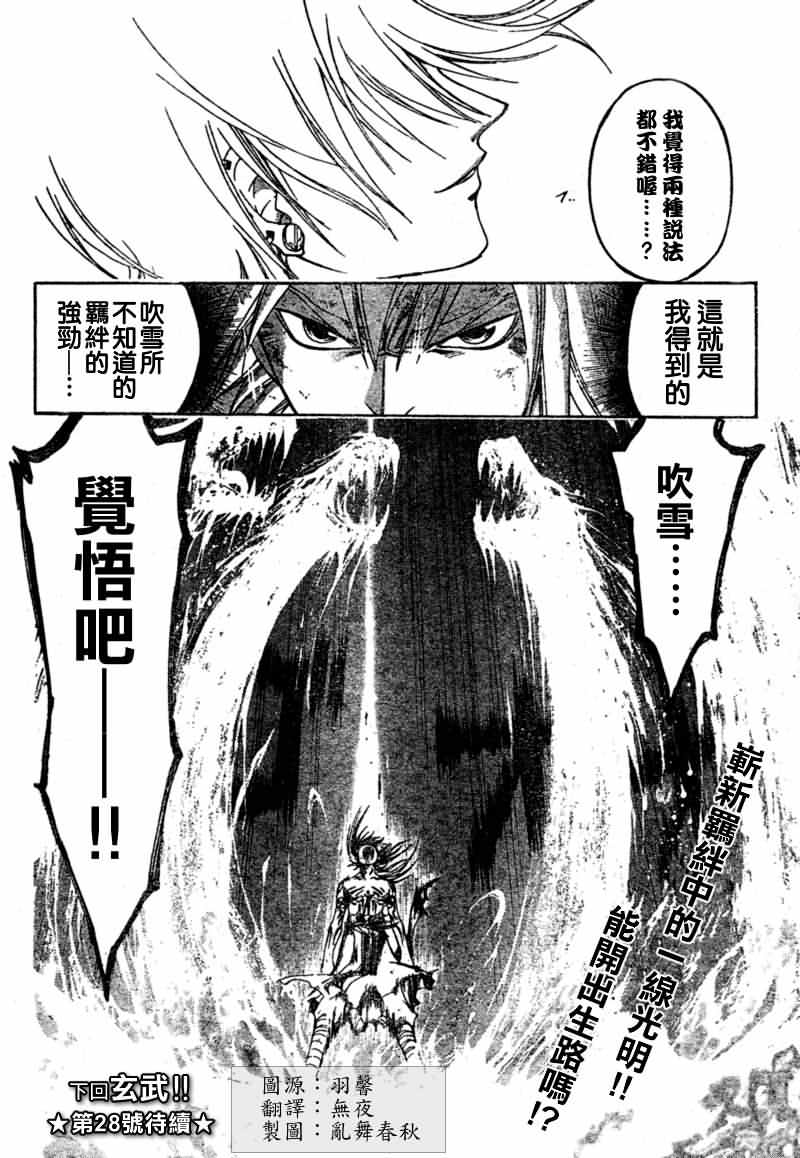 我覺得兩種説法
都不錯喔……?
這就是
我得到的
吹雪所
不知道的
羈絆的
強勁—…
吹雪……
覺悟吧——!!
嶄新羈絆中的一線光明!!
能開出生路嗎!?
下回玄武!!
★第28號待續★
圖源：羽馨
翻譯：無夜
製圖：亂舞春秋